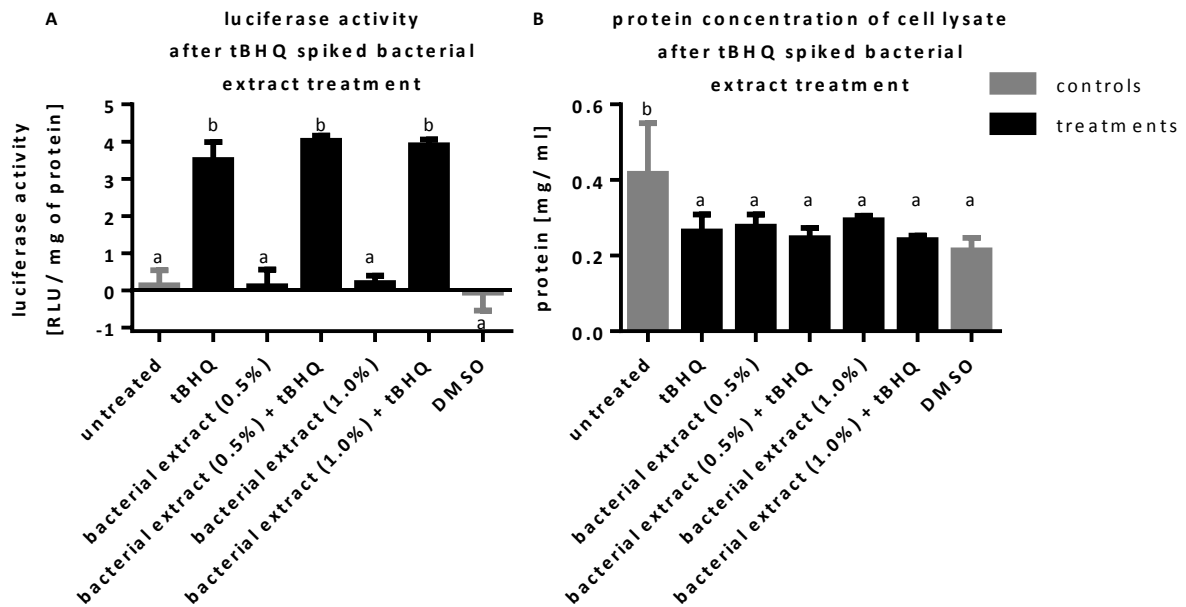 A
luciferase activity
after tBHQ spiked bacterial
extract treatment
luciferase activity
[RLU/ mg of protein]
5
4
3
2
1
0
-1
a
b
a
b
a
b
a
untreated
tBHQ
bacterial extract (0.5%)
bacterial extract (0.5%) + tBHQ
bacterial extract (1.0%)
bacterial extract (1.0%) + tBHQ
DMSO
B
protein concentration of cell lysate
after tBHQ spiked bacterial
extract treatment
protein [mg/ ml]
0.6
0.4
0.2
0.0
b
a
a
a
a
a
a
untreated
tBHQ
bacterial extract (0.5%)
bacterial extract (0.5%) + tBHQ
bacterial extract (1.0%)
bacterial extract (1.0%) + tBHQ
DMSO
controls
treatments